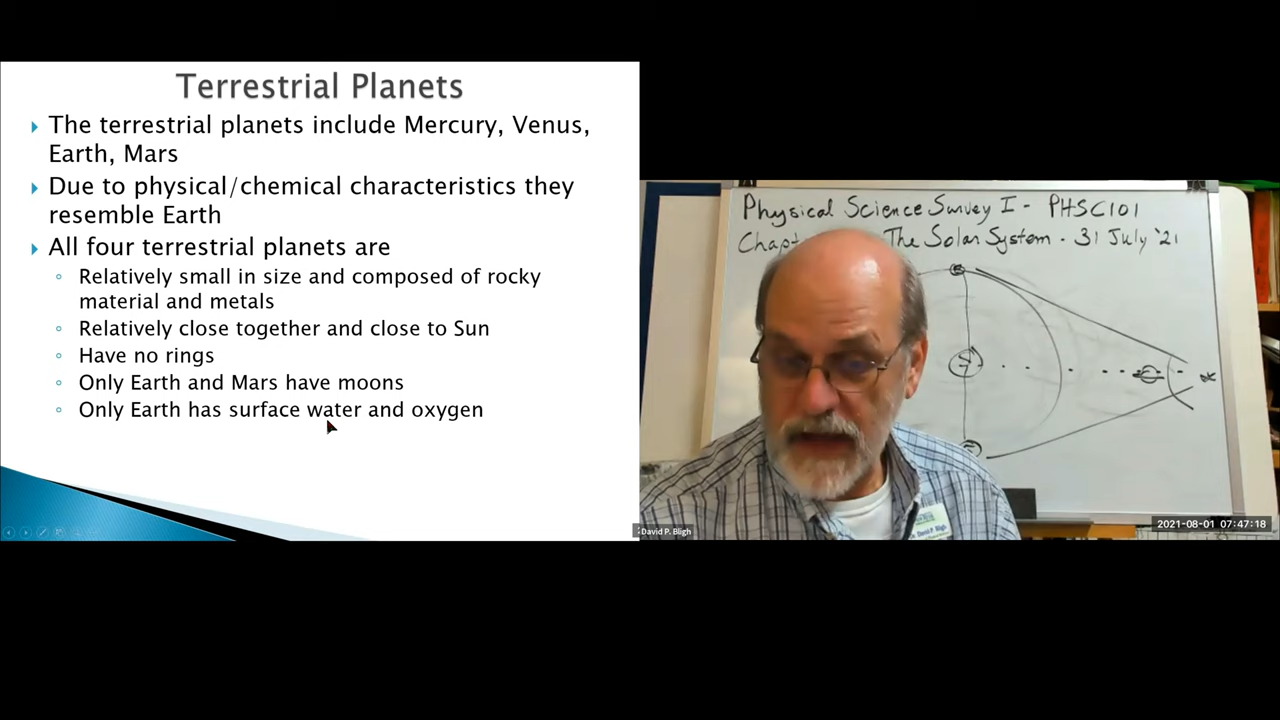 Terrestrial Planets
The terrestrial planets include Mercury, Venus,
Earth, Mars
Due to physical/chemical characteristics they
resemble Earth
All four terrestrial planets are
Relatively small in size and composed of rocky
material and metals
Relatively close together and close to Sun
Have no rings
Only Earth and Mars have moons
Only Earth has surface water and oxygen
Physical Science Survey I - PHSC101
Chapt The Solar System - 31 July '21
David P. Bligh
2021-08-01 07:47:18